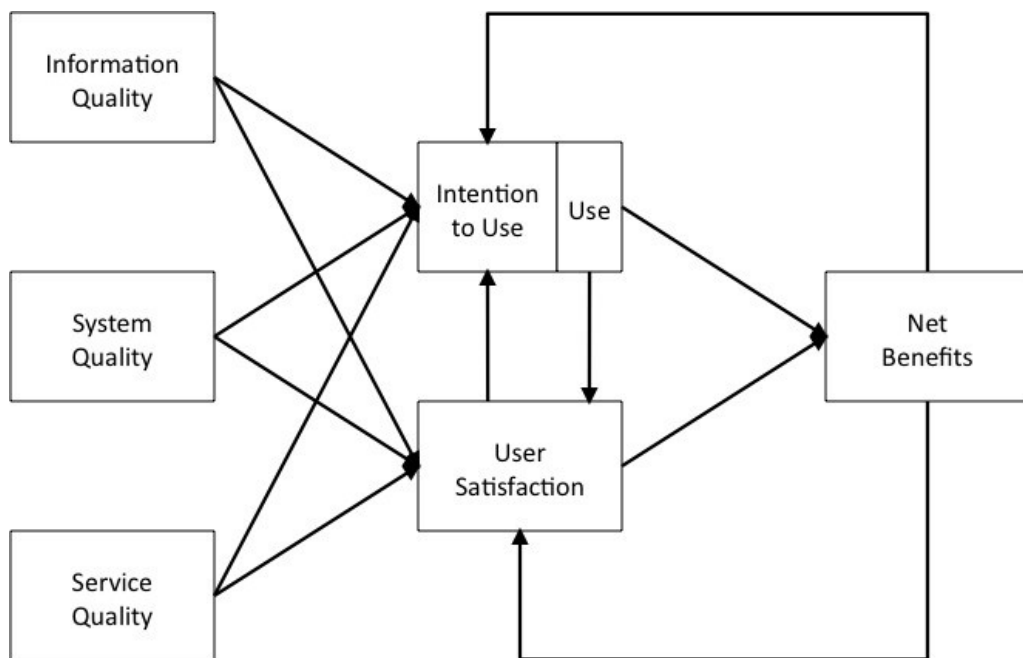 Information
Quality
Intention
to Use
Use
System
Quality
Net
Benefits
User
Satisfaction
Service
Quality